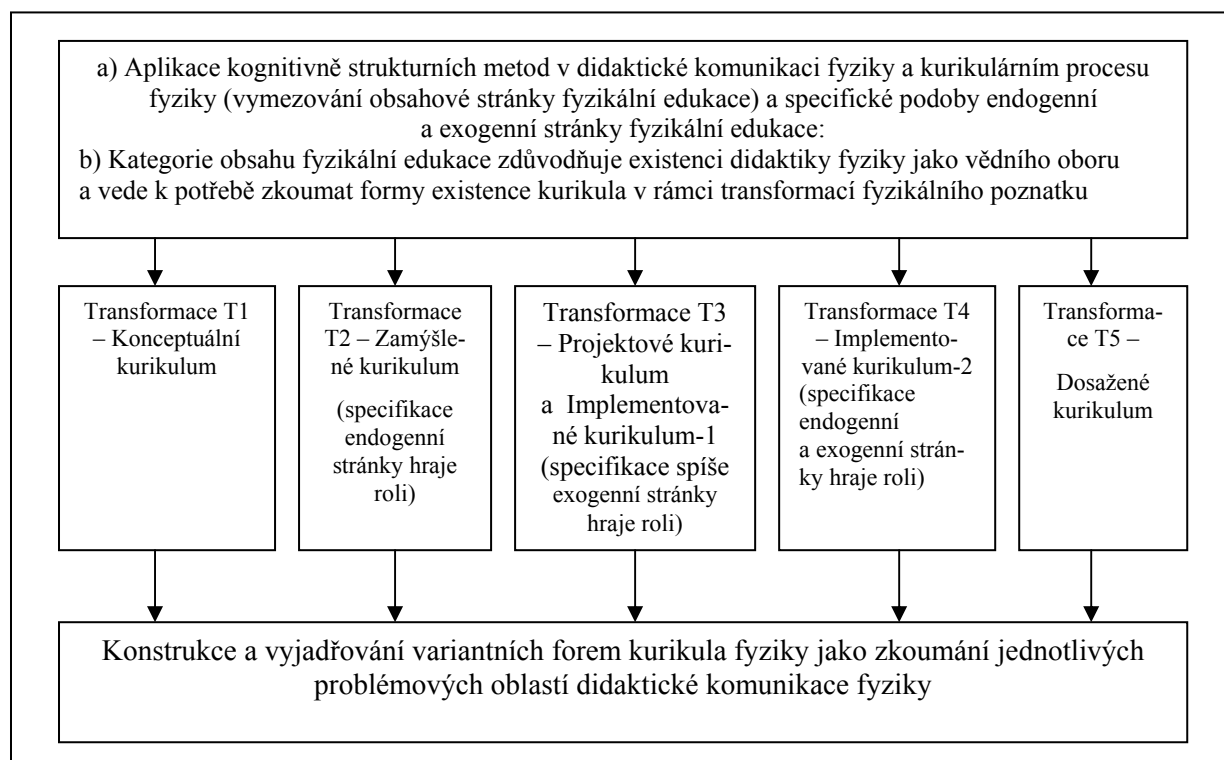 a) Aplikace kognitivně strukturních metod v didaktické komunikaci fyziky a kurikulárním procesu
fyziky (vymezování obsahové stránky fyzikální edukace) a specifické podoby endogenní
a exogenní stránky fyzikální edukace:
b) Kategorie obsahu fyzikální edukace zdůvodňuje existenci didaktiky fyziky jako vědního oboru
a vede k potřebě zkoumat formy existence kurikula v rámci transformací fyzikálního poznatku
Transformace T1
– Konceptuální
kurikulum
Transformace
T2 – Zamýšle-
né kurikulum
(specifikace
endogenní
stránky hraje
roli)
Transformace T3
– Projektové kuri-
kulum
a Implementova-
né kurikulum-1
(specifikace spíše
exogenní stránky
hraje roli)
Transformace T4
– Implemento-
vané kurikulum-2
(specifikace
endogenní
a exogenní strán-
ky hraje roli)
Transforma-
ce T5 –
Dosažené
kurikulum
Konstrukce a vyjadřování variantních forem kurikula fyziky jako zkoumání jednotlivých
problémových oblastí didaktické komunikace fyziky